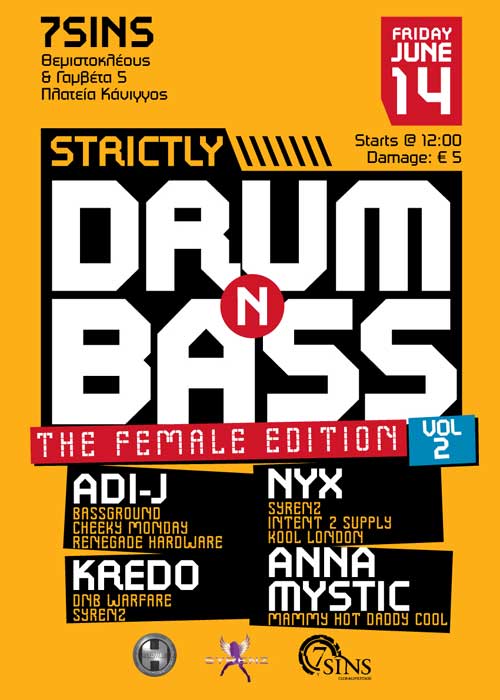 7SINS
Θεμιστοκλέους
& Γαμβέτα 5
Πλατεία Κάνιγγος
FRIDAY
JUNE
14
Starts @ 12:00
Damage: € 5
STRICTLY
DRUM
N
BASS
THE FEMALE EDITION
VOL
2
ADI-J
BASSGROUND
CHEEKY MONDAY
RENEGADE HARDWARE
NYX
SYRENZ
INTENT 2 SUPPLY
KOOL LONDON
KREDO
DNB WARFARE
SYRENZ
ANNA
MYSTIC
MAMMY HOT DADDY COOL
SYRENZ
7SINS